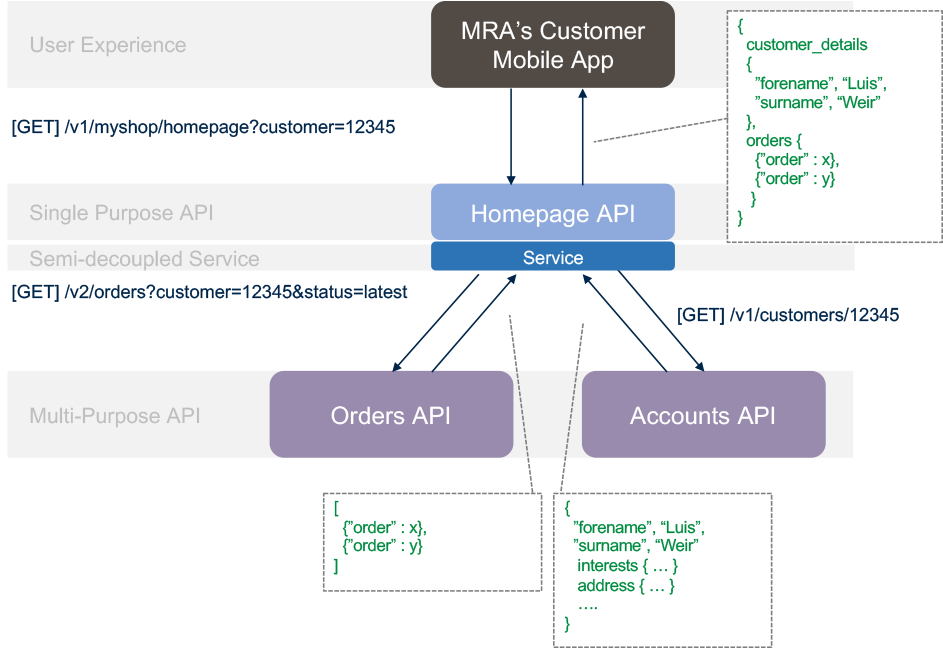 User Experience
MRA's Customer
Mobile App
{
customer_details
{
”forename”, “Luis”,
”surname”, “Weir”
},
orders {
{”order” : x},
{”order” : y}
}
}
[GET] /v1/myshop/homepage?customer=12345
Single Purpose API
Homepage API
Semi-decoupled Service
Service
[GET] /v2/orders?customer=12345&status=latest
[GET] /v1/customers/12345
Multi-Purpose API
Orders API
Accounts API
[
{”order” : x},
{”order” : y}
]
{
”forename”, “Luis”,
”surname”, “Weir”
interests { … }
address { … }
….
}